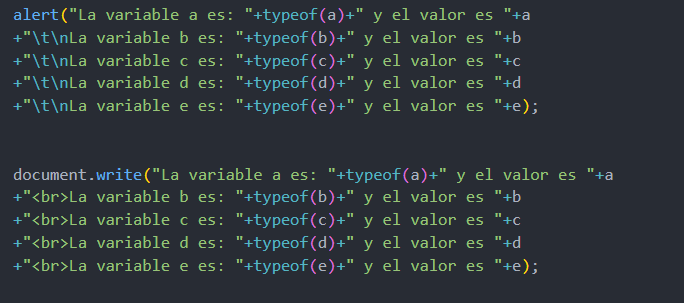 alert("La variable a es: "+typeof(a)+" y el valor es "+a
+"\t\nLa variable b es: "+typeof(b)+" y el valor es "+b
+"\t\nLa variable c es: "+typeof(c)+" y el valor es "+c
+"\t\nLa variable d es: "+typeof(d)+" y el valor es "+d
+"\t\nLa variable e es: "+typeof(e)+" y el valor es "+e);
document.write("La variable a es: "+typeof(a)+" y el valor es "+a
+"<br>La variable b es: "+typeof(b)+" y el valor es "+b
+"<br>La variable c es: "+typeof(c)+" y el valor es "+c
+"<br>La variable d es: "+typeof(d)+" y el valor es "+d
+"<br>La variable e es: "+typeof(e)+" y el valor es "+e);